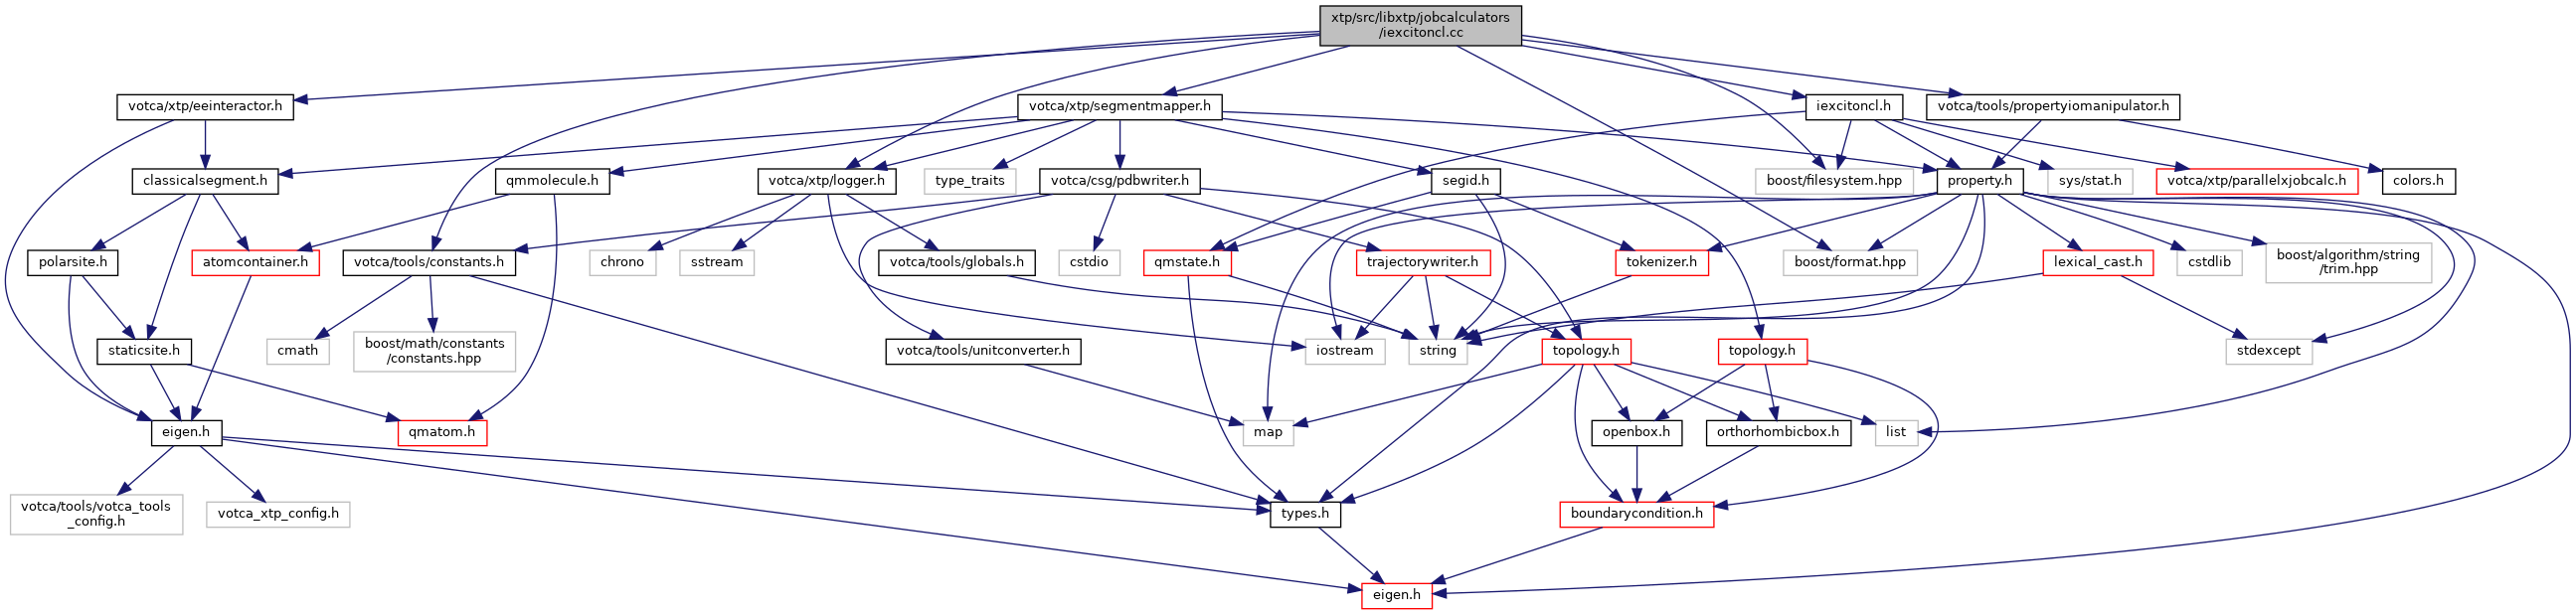 xtp/src/libxtp/jobcalculators
/iexcitoncl.cc
votca/xtp/eeinteractor.h
votca/xtp/segmentmapper.h
iexcitoncl.h
votca/tools/propertyiomanipulator.h
classicalsegment.h
qmmolecule.h
votca/xtp/logger.h
type_traits
votca/csg/pdbwriter.h
segid.h
boost/filesystem.hpp
property.h
sys/stat.h
votca/xtp/parallelxjobcalc.h
colors.h
polarsite.h
atomcontainer.h
votca/tools/constants.h
chrono
sstream
votca/tools/globals.h
cstdio
qmstate.h
trajectorywriter.h
tokenizer.h
boost/format.hpp
lexical_cast.h
cstdlib
boost/algorithm/string
/trim.hpp
staticsite.h
cmath
boost/math/constants
/constants.hpp
votca/tools/unitconverter.h
iostream
string
topology.h
topology.h
stdexcept
eigen.h
qmatom.h
map
openbox.h
orthorhombicbox.h
list
votca/tools/votca_tools
_config.h
votca_xtp_config.h
types.h
boundarycondition.h
eigen.h